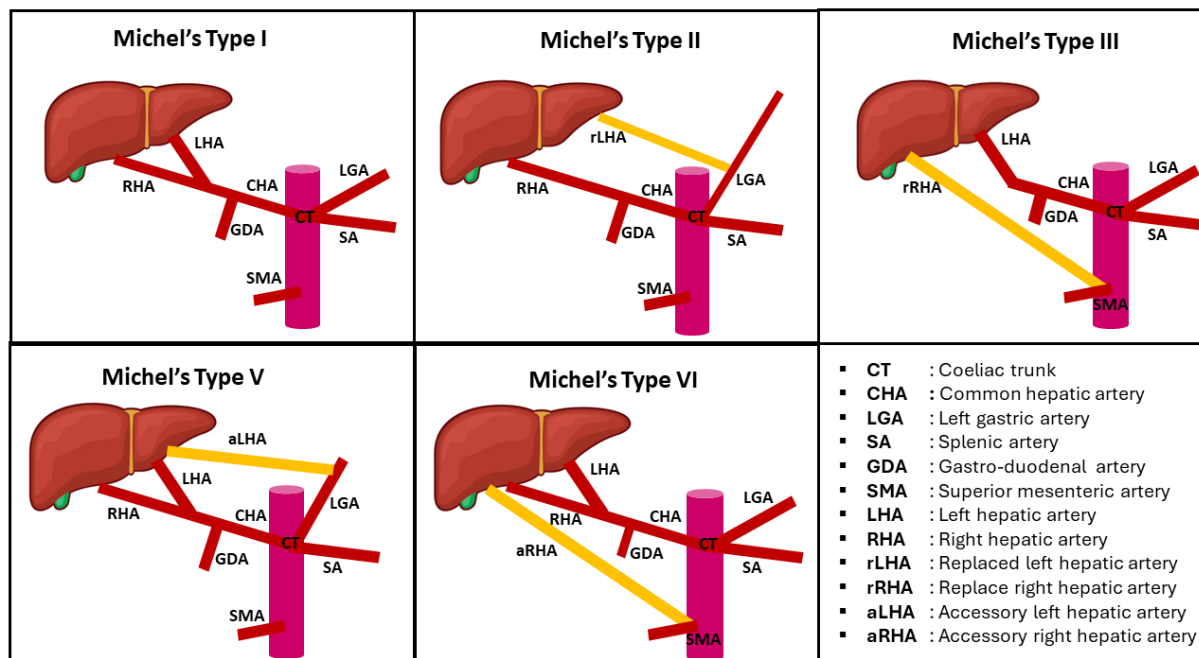 Michel's Type I
LHA
RHA
CHA
LGA
CT
GDA
SA
SMA
Michel's Type II
rLHA
RHA
CHA
LGA
CT
GDA
SA
SMA
Michel's Type III
LHA
rRHA
CHA
LGA
CT
GDA
SA
SMA
Michel's Type V
aLHA
LHA
RHA
CHA
LGA
CT
GDA
SA
SMA
Michel's Type VI
LHA
RHA
CHA
LGA
aRHA
GDA
CT
SA
SMA
▪ CT : Coeliac trunk
▪ CHA : Common hepatic artery
▪ LGA : Left gastric artery
▪ SA : Splenic artery
▪ GDA : Gastro-duodenal artery
▪ SMA : Superior mesenteric artery
▪ LHA : Left hepatic artery
▪ RHA : Right hepatic artery
▪ rLHA : Replaced left hepatic artery
▪ rRHA : Replace right hepatic artery
▪ aLHA : Accessory left hepatic artery
▪ aRHA : Accessory right hepatic artery